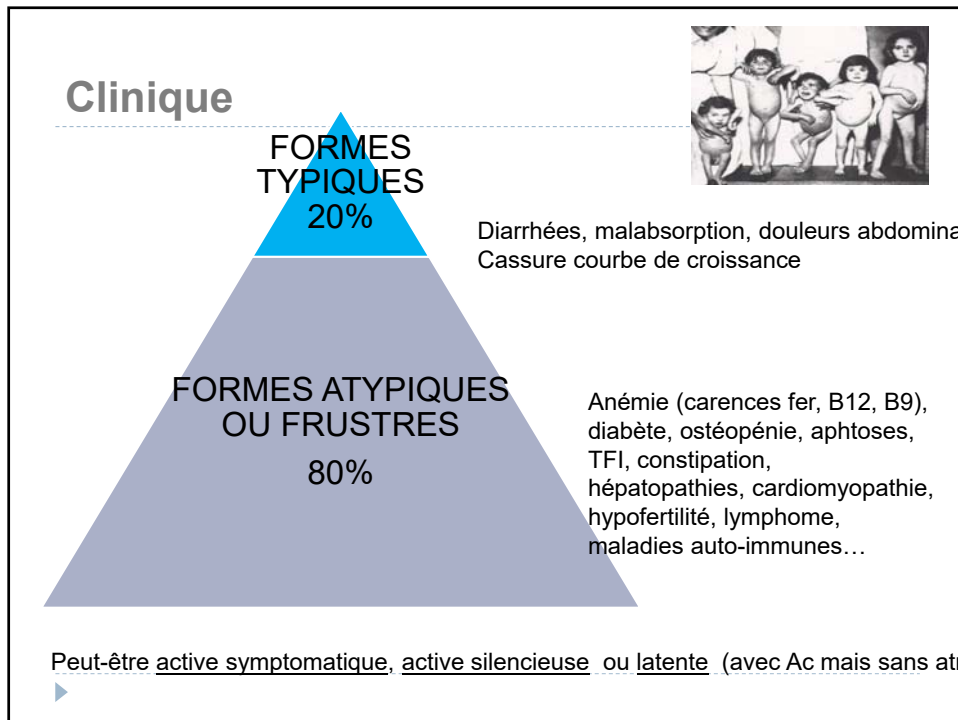 Clinique
FORMES
TYPIQUES
20%
Diarrhées, malabsorption, douleurs
Cassure courbe de croissance
FORMES ATYPIQUES
OU FRUSTRES
80%
Anémie (carences fer, B12, B9),
diabète, ostéopénie, aphtoses,
TFI, constipation,
hépatopathies, cardiomyopathie,
hypofertilité, lymphome,
maladies auto-immunes…
Peut-être active symptomatique, active silencieuse ou latente (avec Ac mais sans